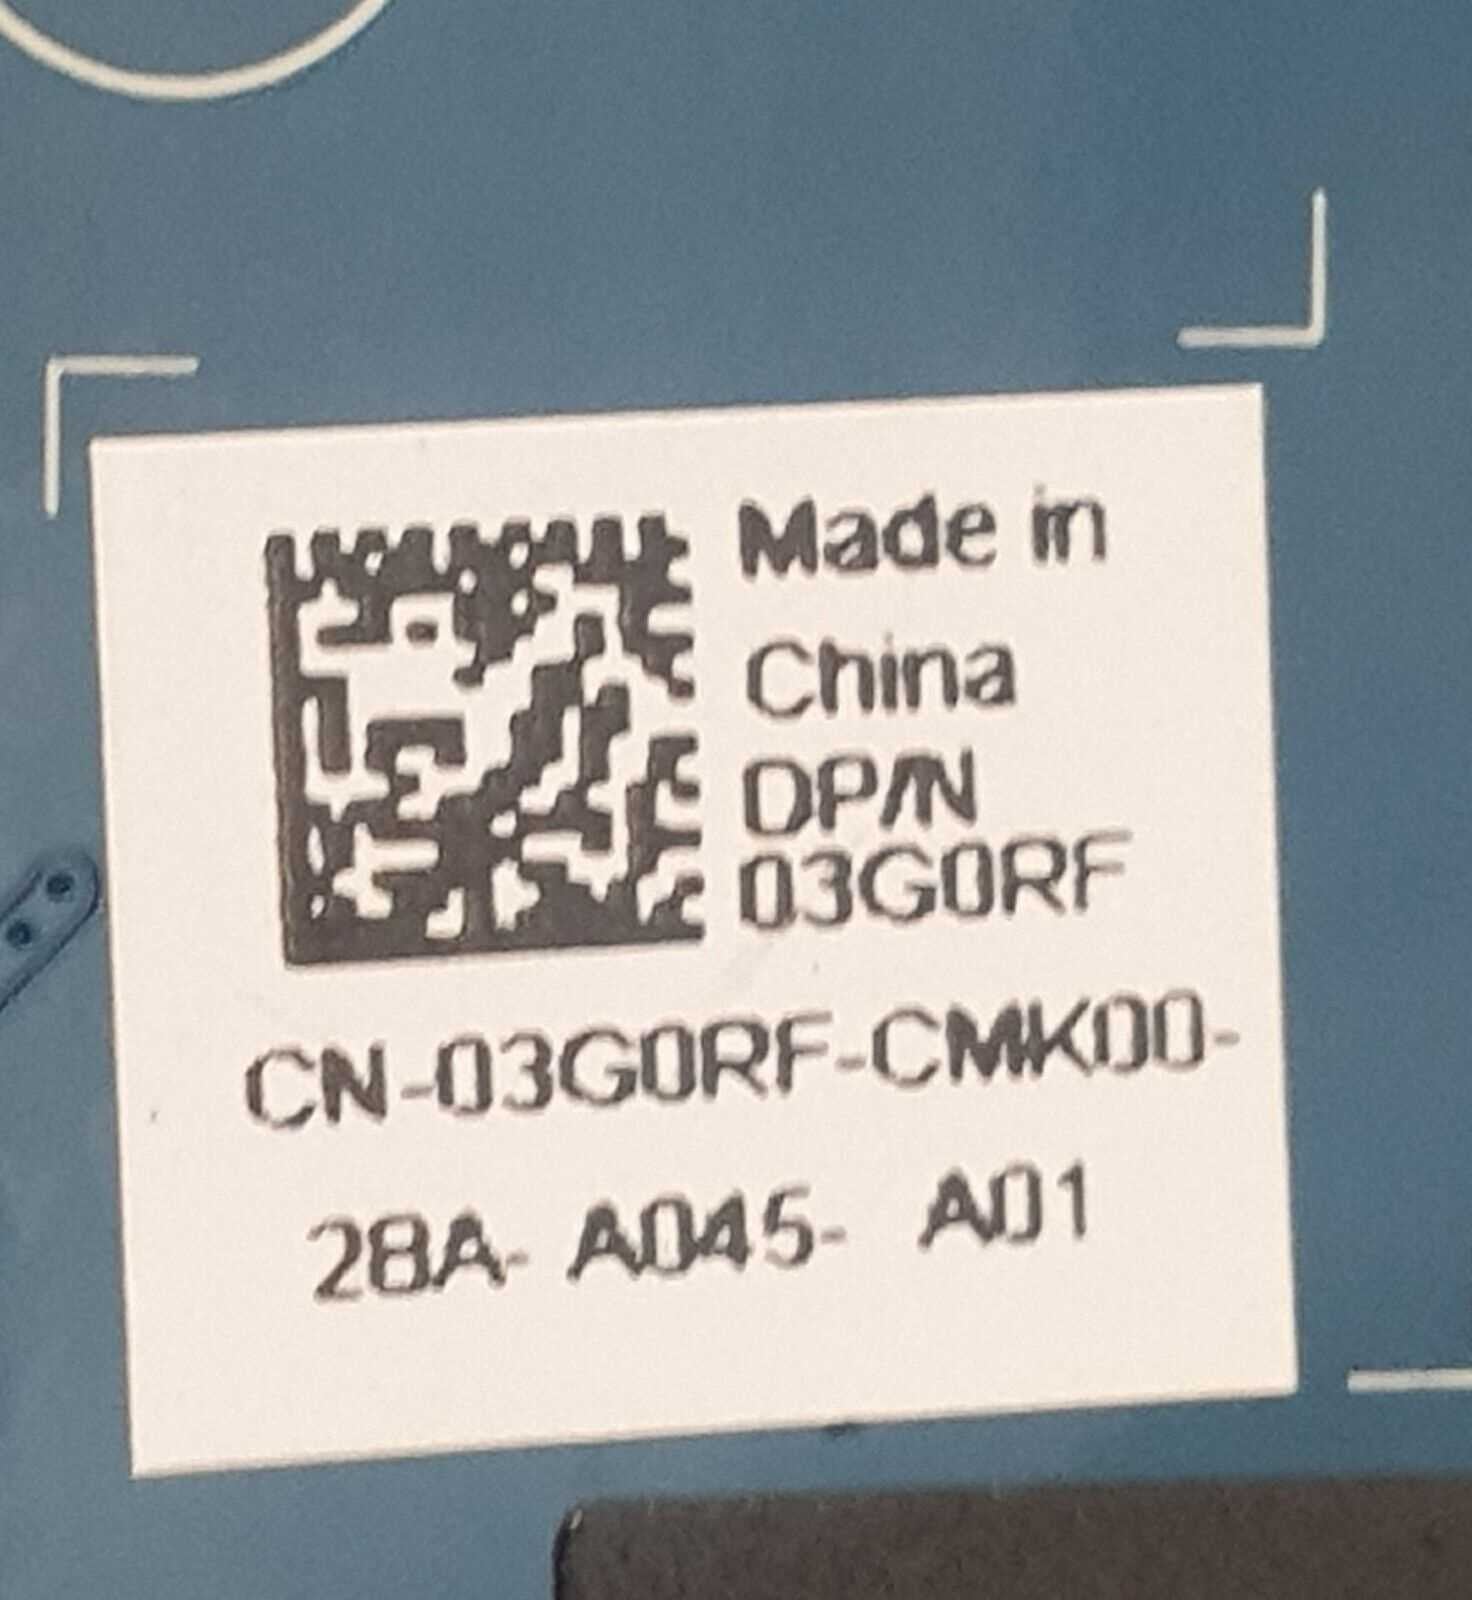 Made in
China
DP/N
03G0RF
CN-03G0RF-CMK00-
28A- A045- A01